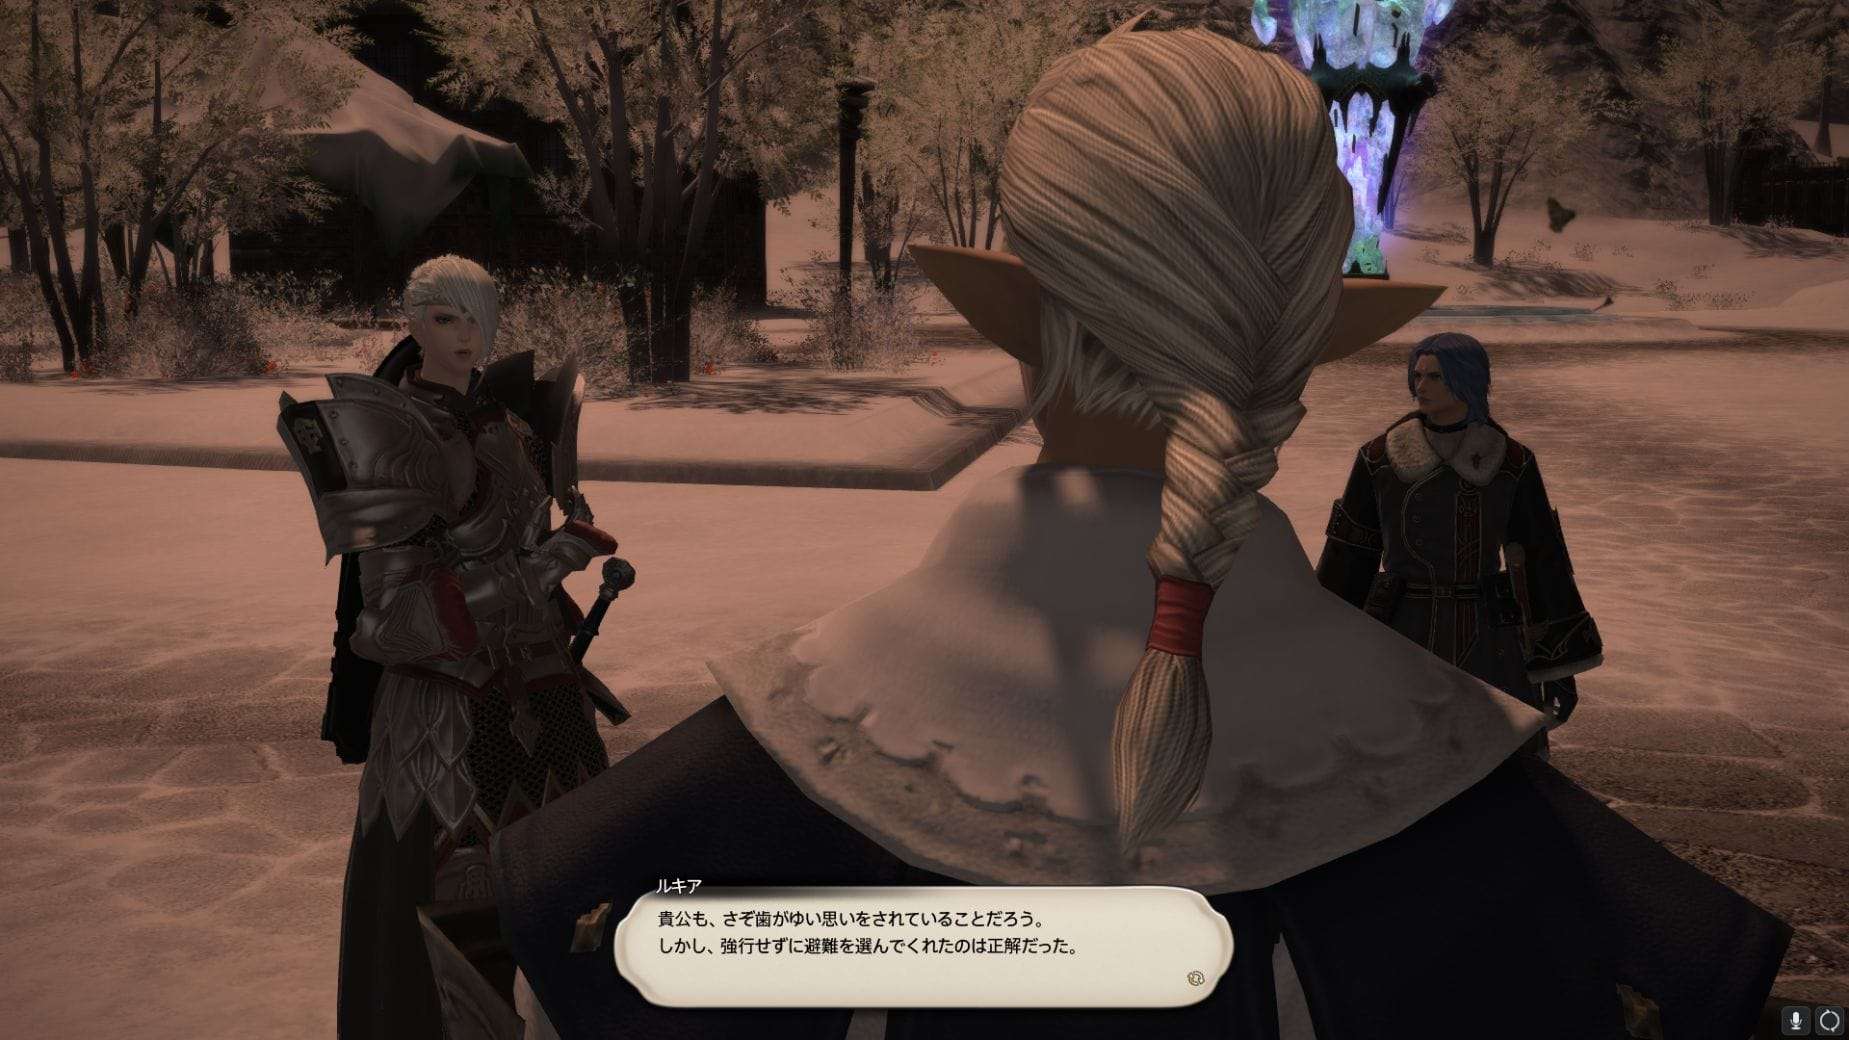 ルキア
貴公も、さぞ歯がゆい思いをされていることだろう。
しかし、強行せずに避難を選んでくれたのは正解だった。